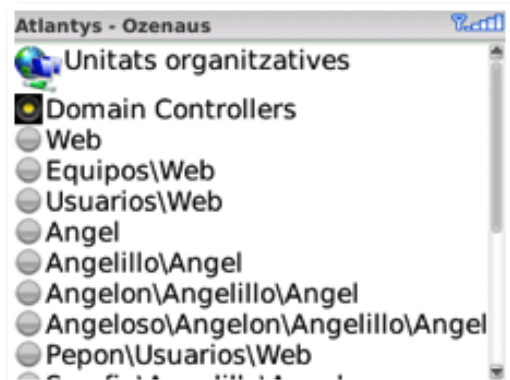 Atlantys - Ozenaus
Unitats organitzatives
Domain Controllers
Web
Equipos\Web
Usuarios\Web
Angel
Angelillo\Angel
Angelon\Angelillo\Angel
Angeloso\Angelon\Angelillo\Angel
Pepon\Usuarios\Web